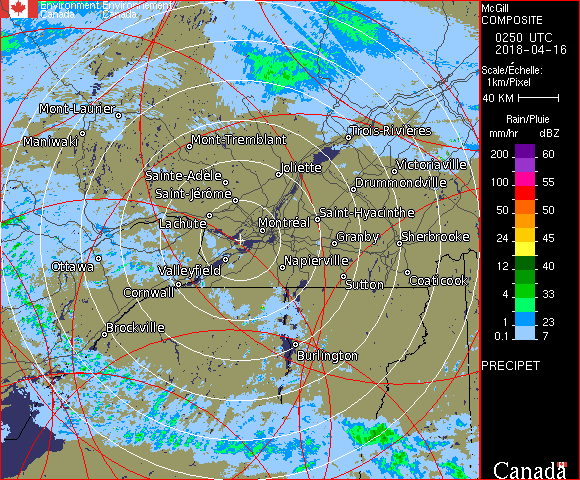 Environment Environnement
Canada Canada
Mont-Laurier
Maniwaki
Mont-Tremblant
Trois-Rivières
Sainte-Adèle
Joliette
Victoriaville
Saint-Jérôme
Drummondville
Lachute
Montréal
Saint-Hyacinthe
Granby
Sherbrooke
Ottawa
Valleyfield
Napierville
Cornwall
Sutton
Coaticook
Brockville
Burlington
McGill
COMPOSITE
0250 UTC
2018-04-16
Scale/Échelle:
1km/Pixel
40 KM
Rain/Pluie
mm/hr dBZ
200 60
100 55
50 50
24 45
12 40
4 33
1 23
0.1 7
PRECIPET
Canada